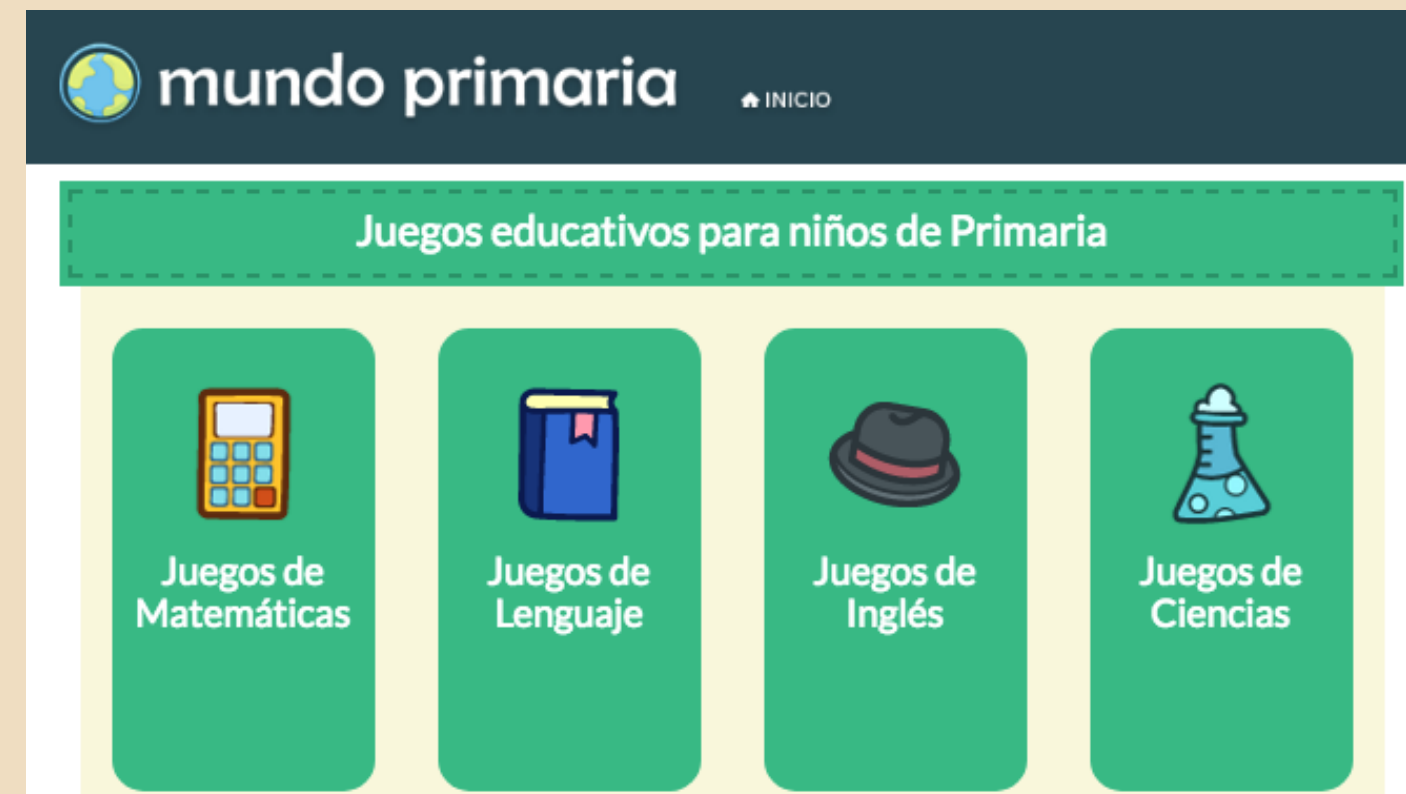 mundo primaria
INICIO
Juegos educativos para niños de Primaria
Juegos de
Matemáticas
Juegos de
Lenguaje
Juegos de
Inglés
Juegos de
Ciencias